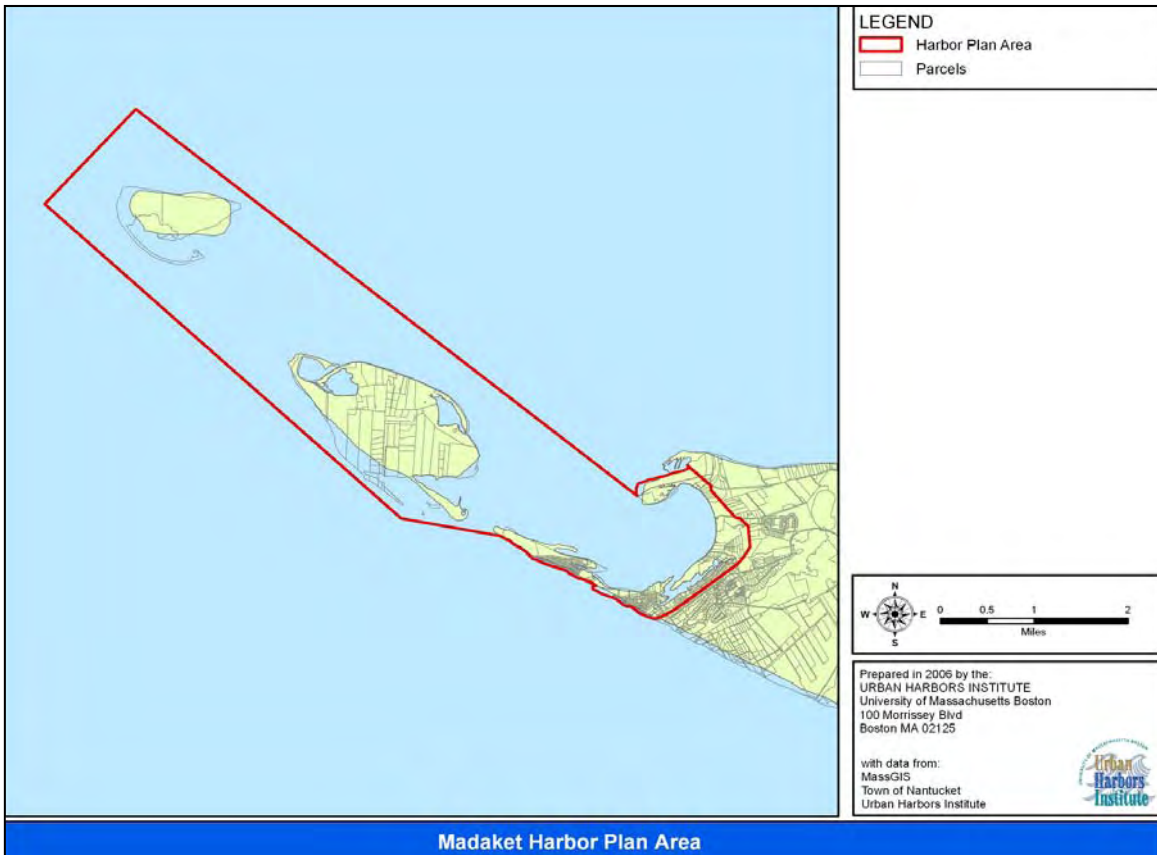 LEGEND
Harbor Plan Area
Parcels
N
W E
S
0 0.5 1 2
Miles
Prepared in 2006 by the:
URBAN HARBORS INSTITUTE
University of Massachusetts Boston
100 Morrissey Blvd
Boston MA 02125
with data from:
MassGIS
Town of Nantucket
Urban Harbors Institute
Urban
Harbors
Institute
Madaket Harbor Plan Area